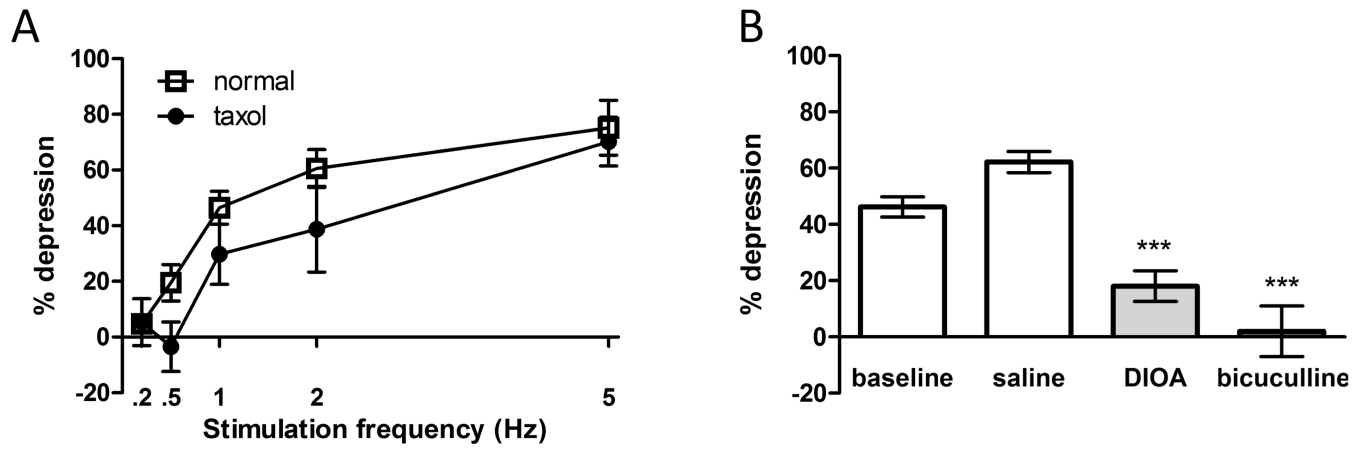 A
100
80
60
40
20
0
-20
% depression
normal
taxol
.2 .5 1 2 5
Stimulation frequency (Hz)
B
100
80
60
40
20
0
-20
% depression
***
***
baseline saline DIOA bicuculline